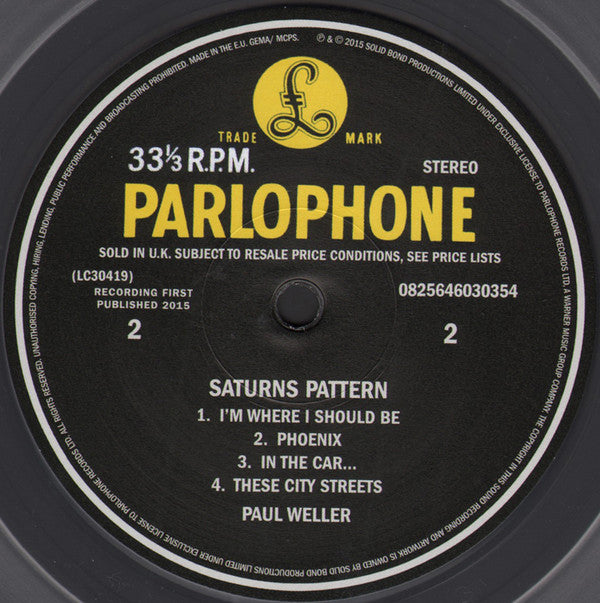 UNAUTHORISED COPYING, HIRING, LENDING, PUBLIC PERFORMANCE AND BROADCASTING PROHIBITED. MADE IN THE E.U. GEMA/ MCPS.
℗ & © 2015 SOLID BOND PRODUCTIONS LIMITED UNDER EXCLUSIVE LICENSE TO PARLOPHONE RECORDS LTD, A WARNER MUSIC GROUP COMPANY. THE COPYRIGHT IN THIS SOUND RECORDING AND ARTWORK IS OWNED BY SOLID BOND PRODUCTIONS LIMITED UNDER EXCLUSIVE LICENSE TO PARLOPHONE RECORDS LTD. ALL RIGHTS RESERVED.
£
TRADE MARK
33⅓ R.P.M.
STEREO
PARLOPHONE
SOLD IN U.K. SUBJECT TO RESALE PRICE CONDITIONS, SEE PRICE LISTS
(LC30419)
RECORDING FIRST
PUBLISHED 2015
0825646030354
2
2
SATURNS PATTERN
1. I'M WHERE I SHOULD BE
2. PHOENIX
3. IN THE CAR...
4. THESE CITY STREETS
PAUL WELLER